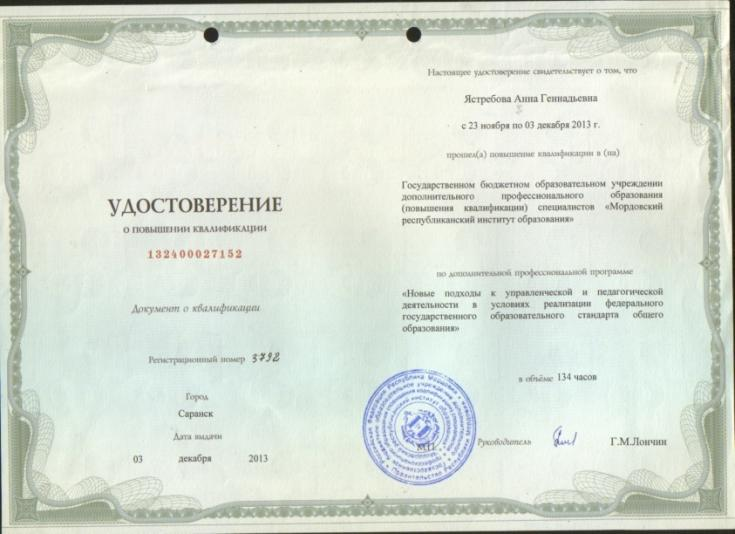 УДОСТОВЕРЕНИЕ
О ПОВЫШЕНИИ КВАЛИФИКАЦИИ
132400027152
Документ о квалификации
Регистрационный номер 3792
Город
Саранск
Дата выдачи
03 декабря 2013
Настоящее удостоверение свидетельствует о том, что
Ястребова Анна Геннадьевна
с 23 ноября по 03 декабря 2013 г.
прошел(а) повышение квалификации в (на)
Государственном бюджетном образовательном учреждении
дополнительного профессионального образования
(повышения квалификации) специалистов «Мордовский
республиканский институт образования»
по дополнительной профессиональной программе
«Новые подходы к управленческой и педагогической
деятельности в условиях реализации федерального
государственного образовательного стандарта общего
образования»
в объёме 134 часов
М.П.
Руководитель Г.М.Лончин